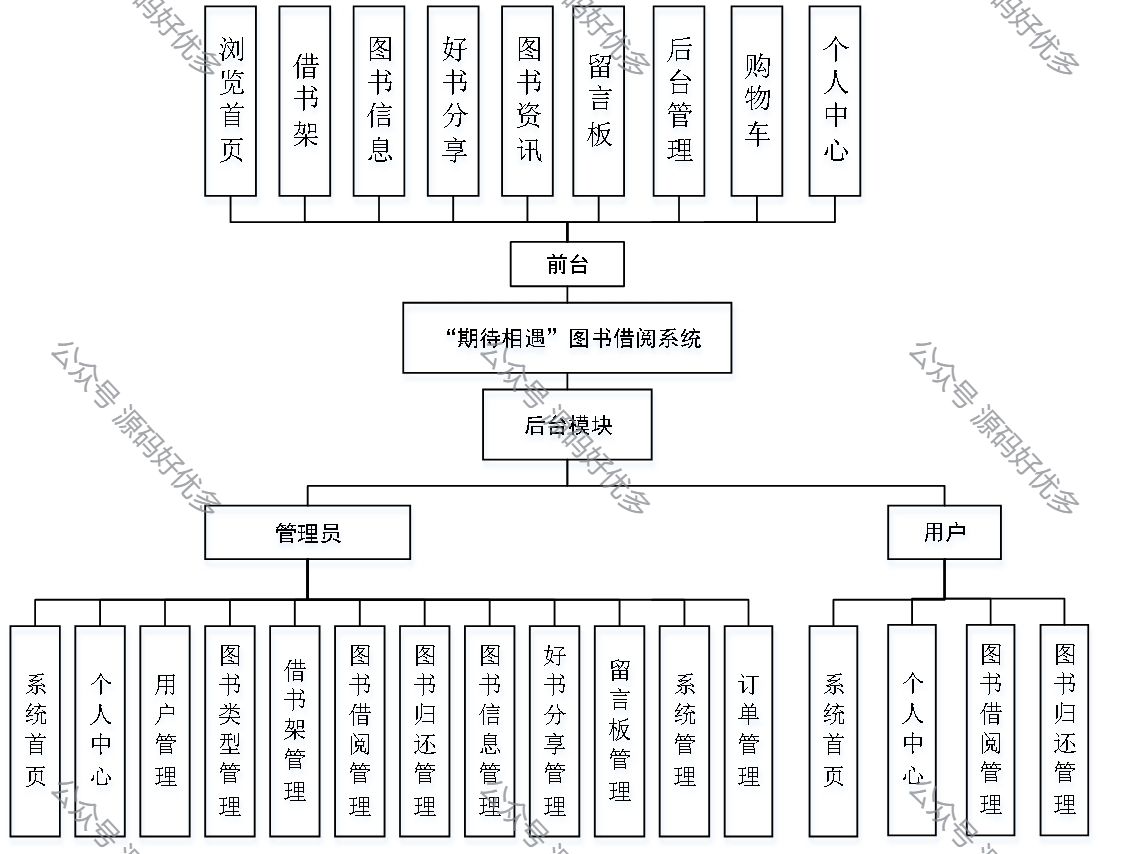 浏览首页
借书架
图书信息
好书分享
图书资讯
留言板
后台管理
购物车
个人中心
前台
“期待相遇”图书借阅系统
后台模块
管理员
用户
系统首页
个人中心
用户管理
图书类型管理
借书架管理
图书借阅管理
图书归还管理
图书信息管理
好书分享管理
留言板管理
系统管理
订单管理
系统首页
个人中心
图书借阅管理
图书归还管理
源码好优多
源码好优多
源码好优多
公众号 源码好优多
公众号 源码好优多
公众号 源码好优多
公众号 源
公众号 源
公众号 源